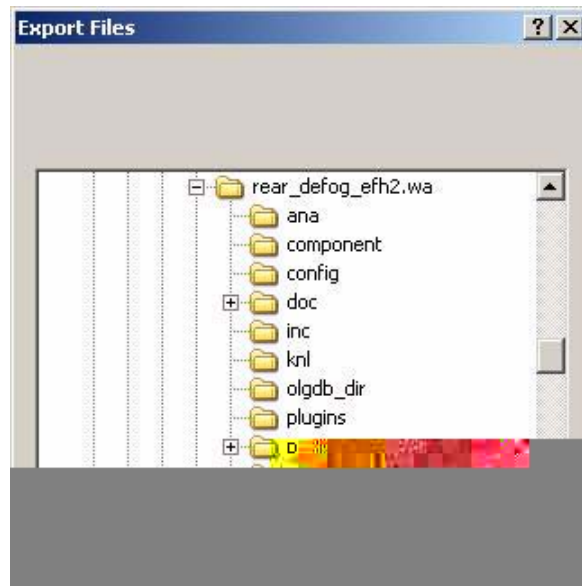 Export Files
rear_defog_efh2.wa
ana
component
config
doc
inc
knl
olgdb_dir
plugins